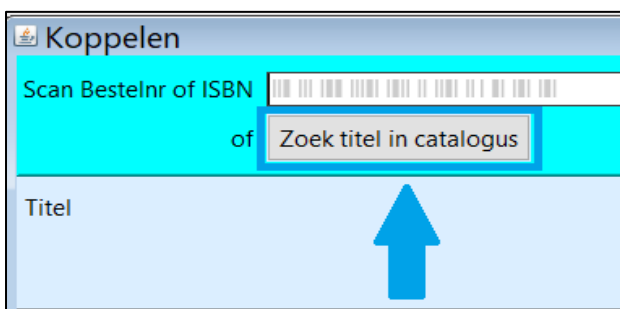 Koppelen
Scan Bestelnr of ISBN
of Zoek titel in catalogus
Titel